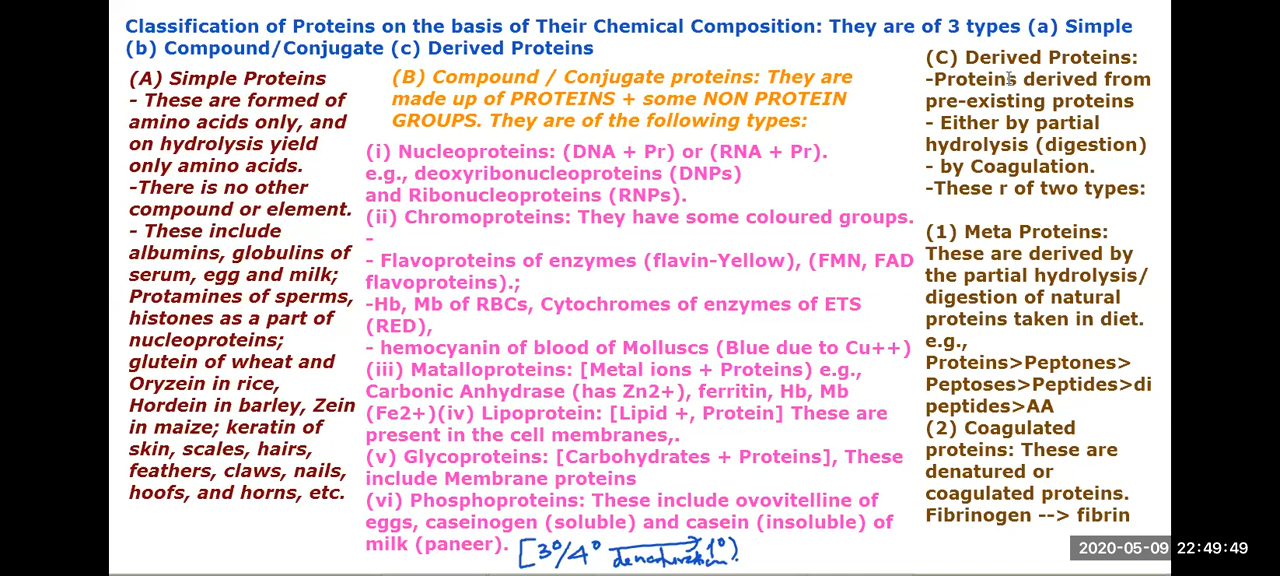 Classification of Proteins on the basis of Their Chemical Composition: They are of 3 types (a) Simple
(b) Compound/Conjugate (c) Derived Proteins
(A) Simple Proteins
- These are formed of
amino acids only, and
on hydrolysis yield
only amino acids.
-There is no other
compound or element.
- These include
albumins, globulins of
serum, egg and milk;
Protamines of sperms,
histones as a part of
nucleoproteins;
glutein of wheat and
Oryzein in rice,
Hordein in barley, Zein
in maize; keratin of
skin, scales, hairs,
feathers, claws, nails,
hoofs, and horns, etc.
(B) Compound / Conjugate proteins: They are
made up of PROTEINS + some NON PROTEIN
GROUPS. They are of the following types:
(i) Nucleoproteins: (DNA + Pr) or (RNA + Pr).
e.g., deoxyribonucleoproteins (DNPs)
and Ribonucleoproteins (RNPs).
(ii) Chromoproteins: They have some coloured groups.
-
- Flavoproteins of enzymes (flavin-Yellow), (FMN, FAD
flavoproteins).;
-Hb, Mb of RBCs, Cytochromes of enzymes of ETS
(RED),
- hemocyanin of blood of Molluscs (Blue due to Cu++)
(iii) Matalloproteins: [Metal ions + Proteins) e.g.,
Carbonic Anhydrase (has Zn2+), ferritin, Hb, Mb
(Fe2+)(iv) Lipoprotein: [Lipid +, Protein] These are
present in the cell membranes,.
(v) Glycoproteins: [Carbohydrates + Proteins], These
include Membrane proteins
(vi) Phosphoproteins: These include ovovitelline of
eggs, caseinogen (soluble) and casein (insoluble) of
milk (paneer).
[3°/4° denaturation 1°).
(C) Derived Proteins:
-Proteins derived from
pre-existing proteins
- Either by partial
hydrolysis (digestion)
- by Coagulation.
-These r of two types:
(1) Meta Proteins:
These are derived by
the partial hydrolysis/
digestion of natural
proteins taken in diet.
e.g.,
Proteins>Peptones>
Peptoses>Peptides>di
peptides>AA
(2) Coagulated
proteins: These are
denatured or
coagulated proteins.
Fibrinogen --> fibrin
2020-05-09 22:49:49